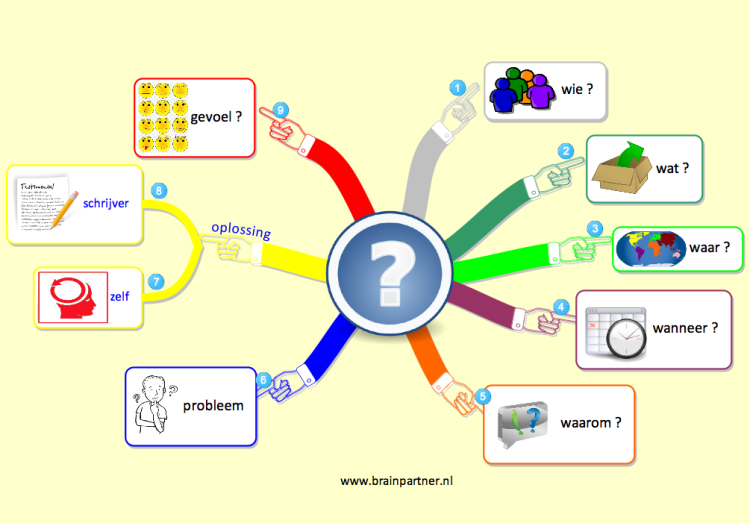 1
wie ?
2
wat ?
3
waar ?
4
wanneer ?
5
waarom ?
6
probleem
oplossing
7
zelf
8
schrijver
Testimonial
9
gevoel ?
?
www.brainpartner.nl